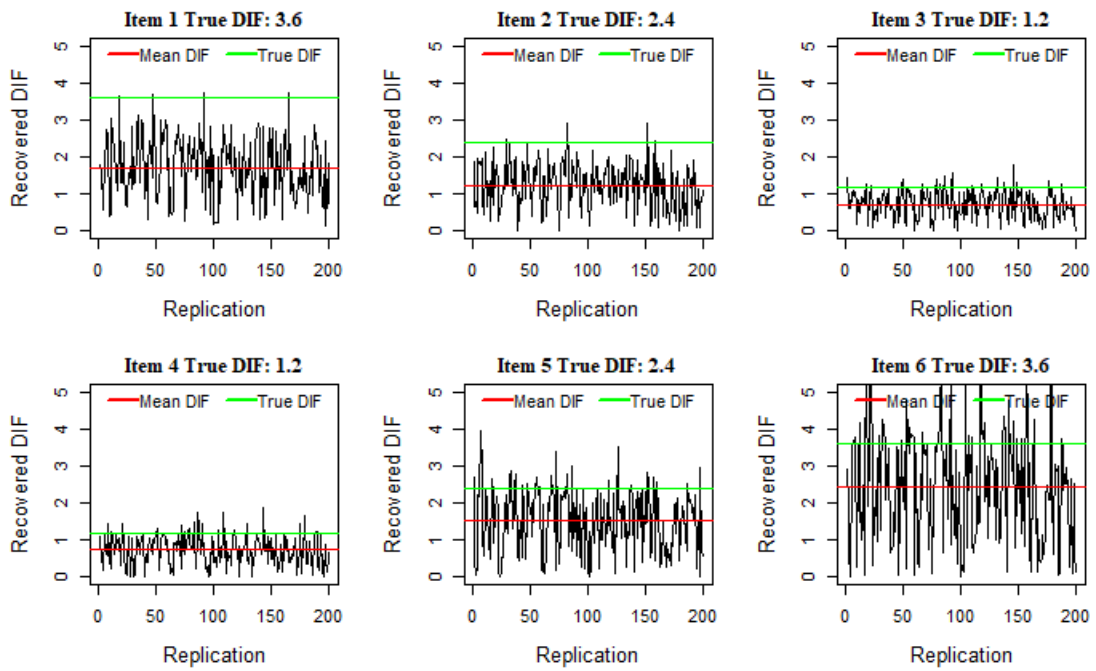 Item 1 True DIF: 3.6
Mean DIF True DIF
Recovered DIF
0 1 2 3 4 5
0 50 100 150 200
Replication
Item 2 True DIF: 2.4
Mean DIF True DIF
Recovered DIF
0 1 2 3 4 5
0 50 100 150 200
Replication
Item 3 True DIF: 1.2
Mean DIF True DIF
Recovered DIF
0 1 2 3 4 5
0 50 100 150 200
Replication
Item 4 True DIF: 1.2
Mean DIF True DIF
Recovered DIF
0 1 2 3 4 5
0 50 100 150 200
Replication
Item 5 True DIF: 2.4
Mean DIF True DIF
Recovered DIF
0 1 2 3 4 5
0 50 100 150 200
Replication
Item 6 True DIF: 3.6
Mean DIF True DIF
Recovered DIF
0 1 2 3 4 5
0 50 100 150 200
Replication